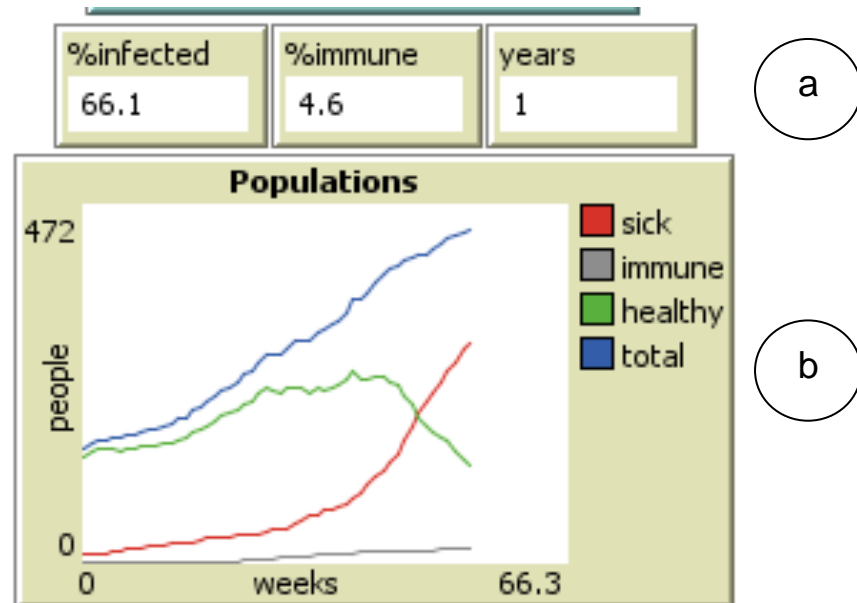 %infected %immune years
66.1 4.6 1
a
Populations
472
sick
immune
healthy
total
people
b
0
0 weeks 66.3